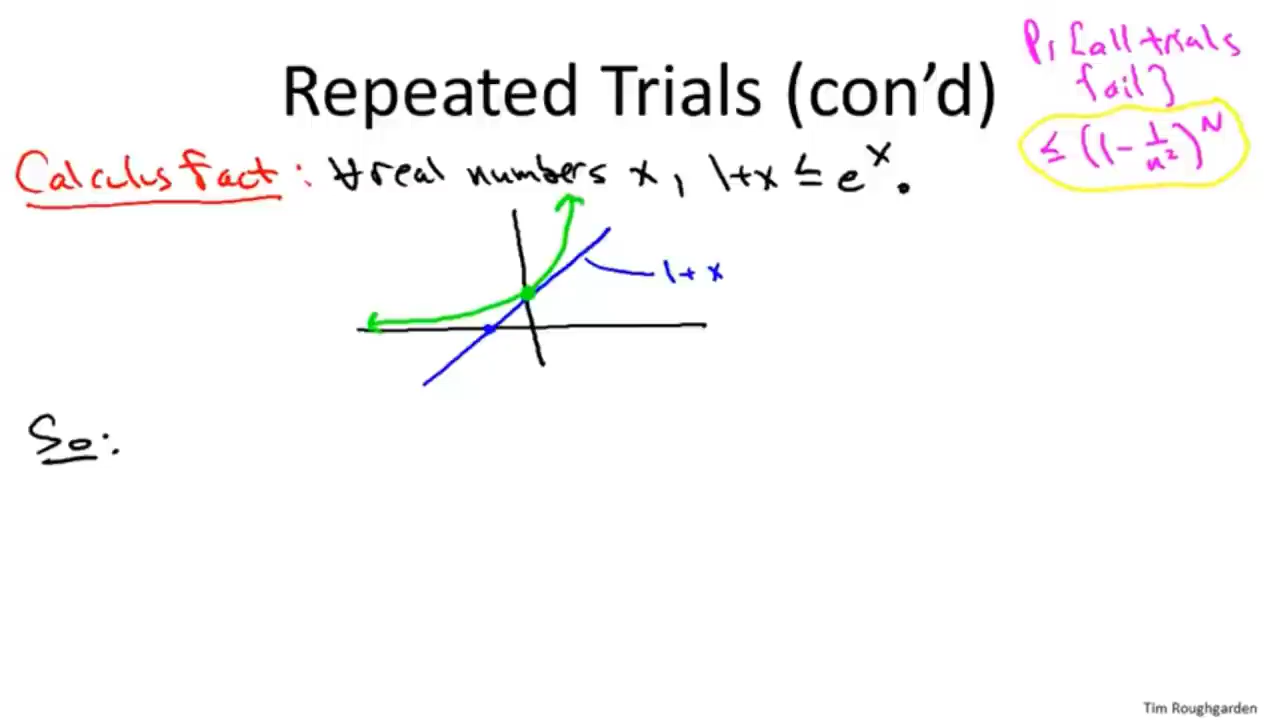 Repeated Trials (con'd)
Pr[all trials
fail]
≤ (1 - 1/n²)^N
Calculus fact: ∀ real numbers x, 1+x ≤ e^x.
1+x
So:
Tim Roughgarden